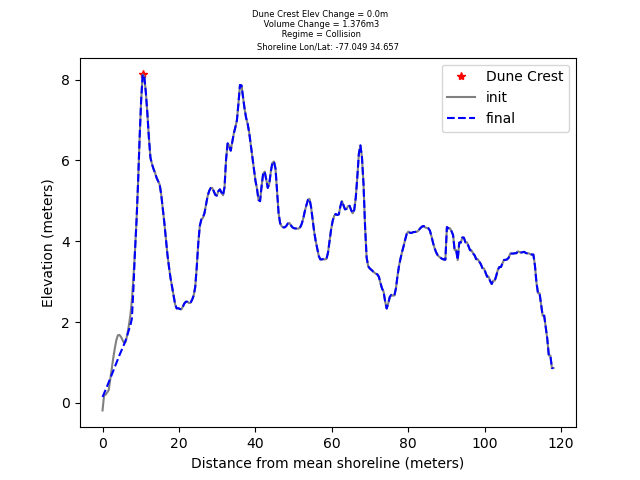 Dune Crest Elev Change = 0.0m
Volume Change = 1.376m3
Regime = Collision
Shoreline Lon/Lat: -77.049 34.657
Dune Crest
init
final
8
6
4
2
0
Elevation (meters)
0 20 40 60 80 100 120
Distance from mean shoreline (meters)